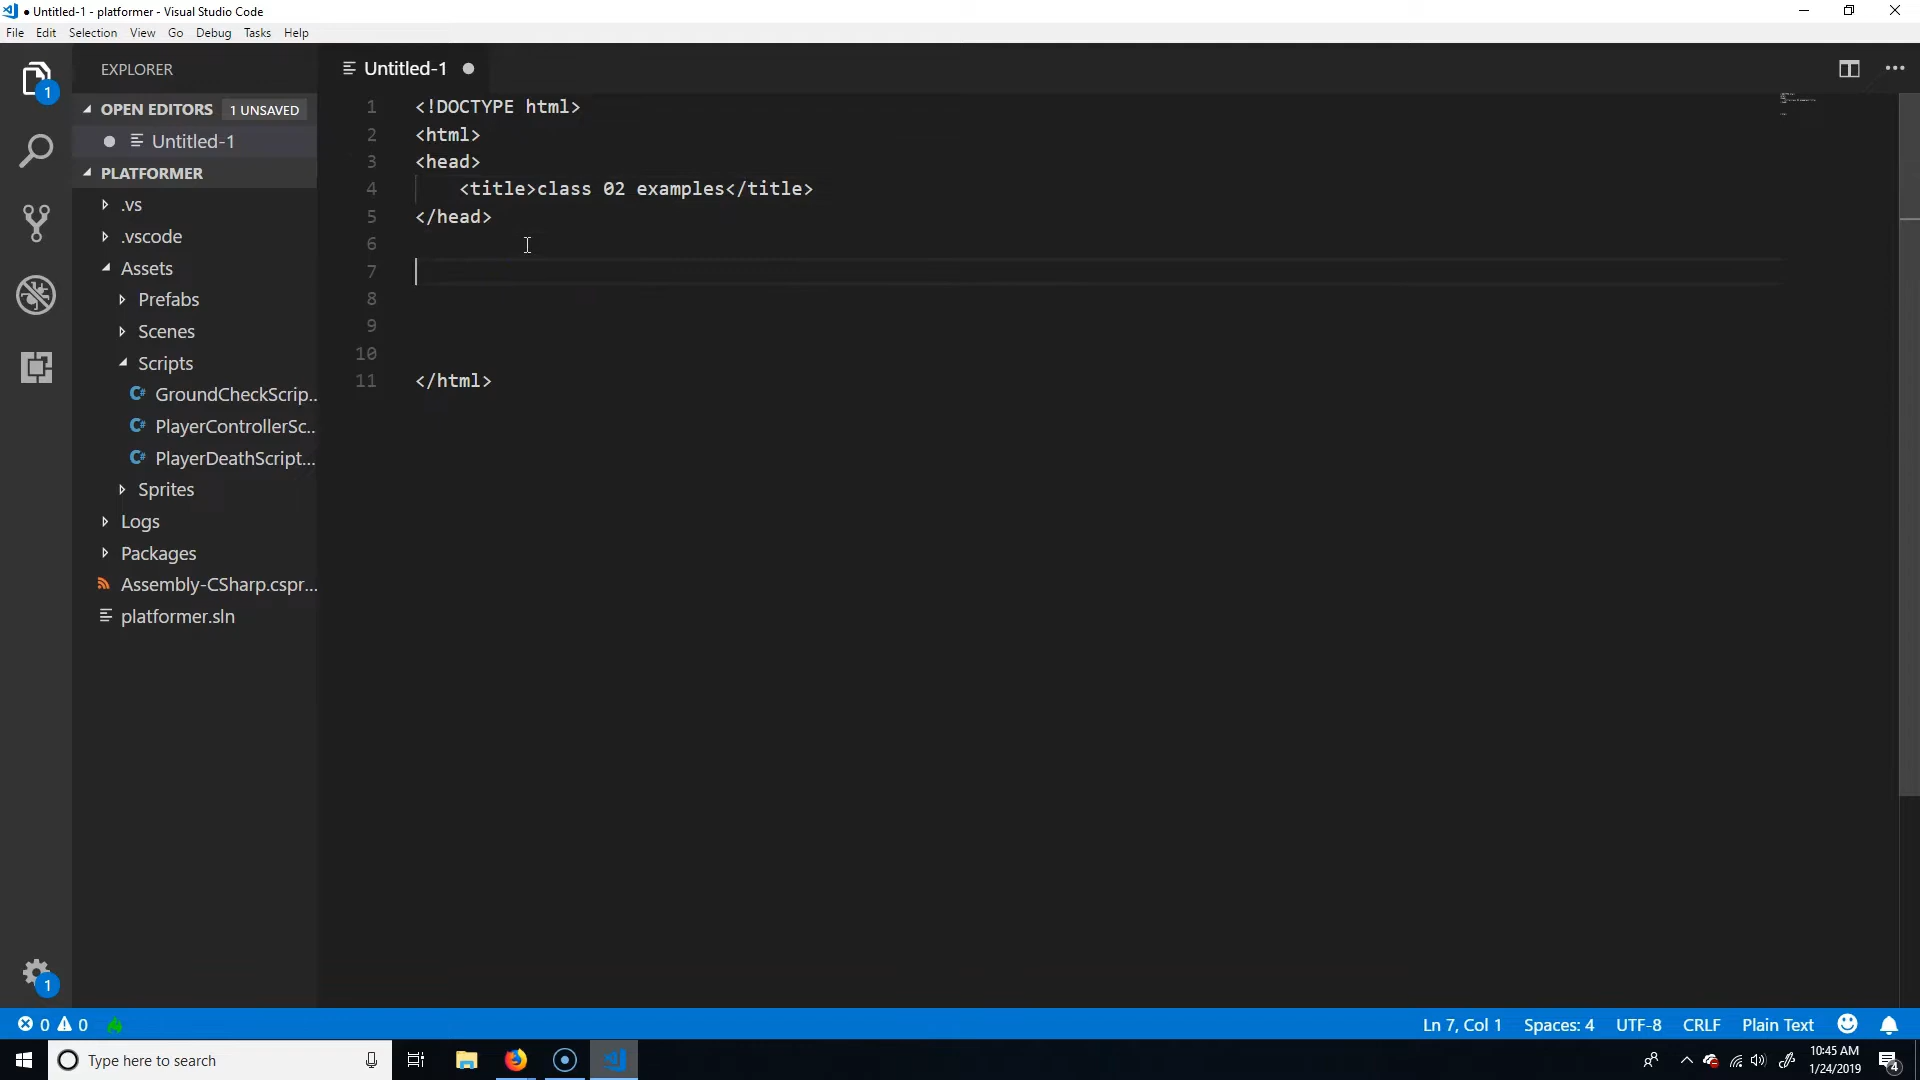 ● Untitled-1 - platformer - Visual Studio Code
File Edit Selection View Go Debug Tasks Help
EXPLORER
OPEN EDITORS 1 UNSAVED
Untitled-1
PLATFORMER
.vs
.vscode
Assets
Prefabs
Scenes
Scripts
GroundCheckScrip...
PlayerControllerSc...
PlayerDeathScript...
Sprites
Logs
Packages
Assembly-CSharp.cspr...
platformer.sln
1
1
Untitled-1
1 <!DOCTYPE html>
2 <html>
3 <head>
4 <title>class 02 examples</title>
5 </head>
6
7
8
9
10
11 </html>
0 0
Ln 7, Col 1 Spaces: 4 UTF-8 CRLF Plain Text
Type here to search
10:45 AM
1/24/2019
4